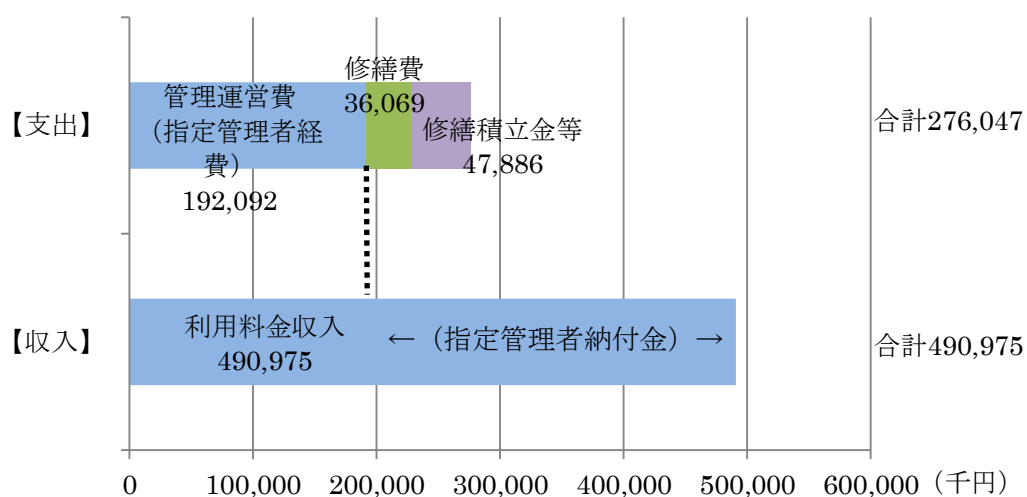 修繕費
36,069
管理運営費
（指定管理者経
費）
192,092
修繕積立金等
47,886
【支出】
合計276,047
利用料金収入
490,975
←（指定管理者納付金）→
【収入】
合計490,975
0 100,000 200,000 300,000 400,000 500,000 600,000（千円）